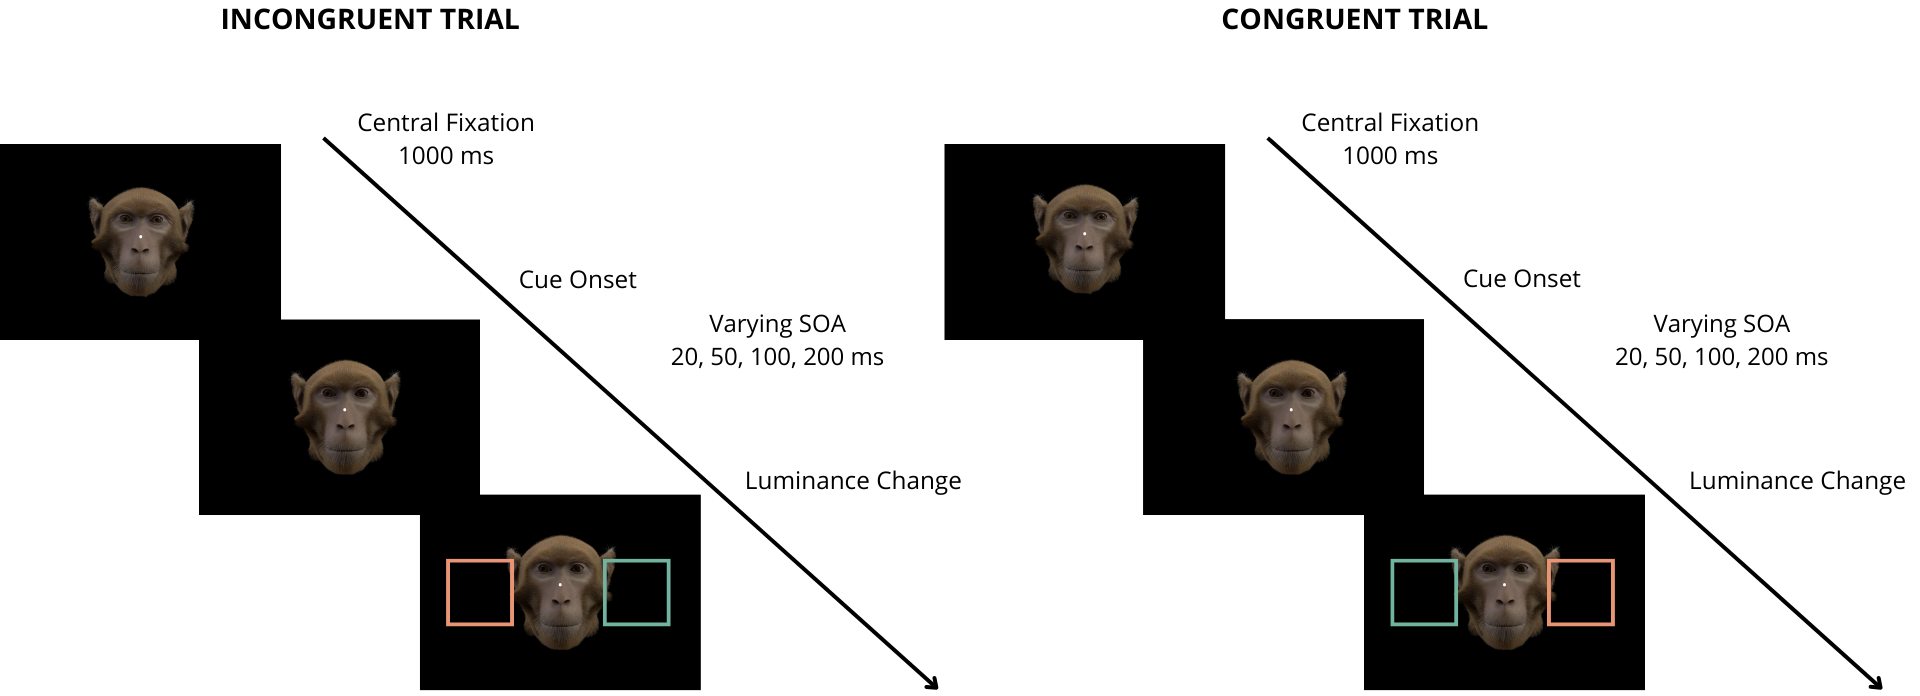 INCONGRUENT TRIAL
Central Fixation
1000 ms
Cue Onset
Varying SOA
20, 50, 100, 200 ms
Luminance Change
CONGRUENT TRIAL
Central Fixation
1000 ms
Cue Onset
Varying SOA
20, 50, 100, 200 ms
Luminance Change